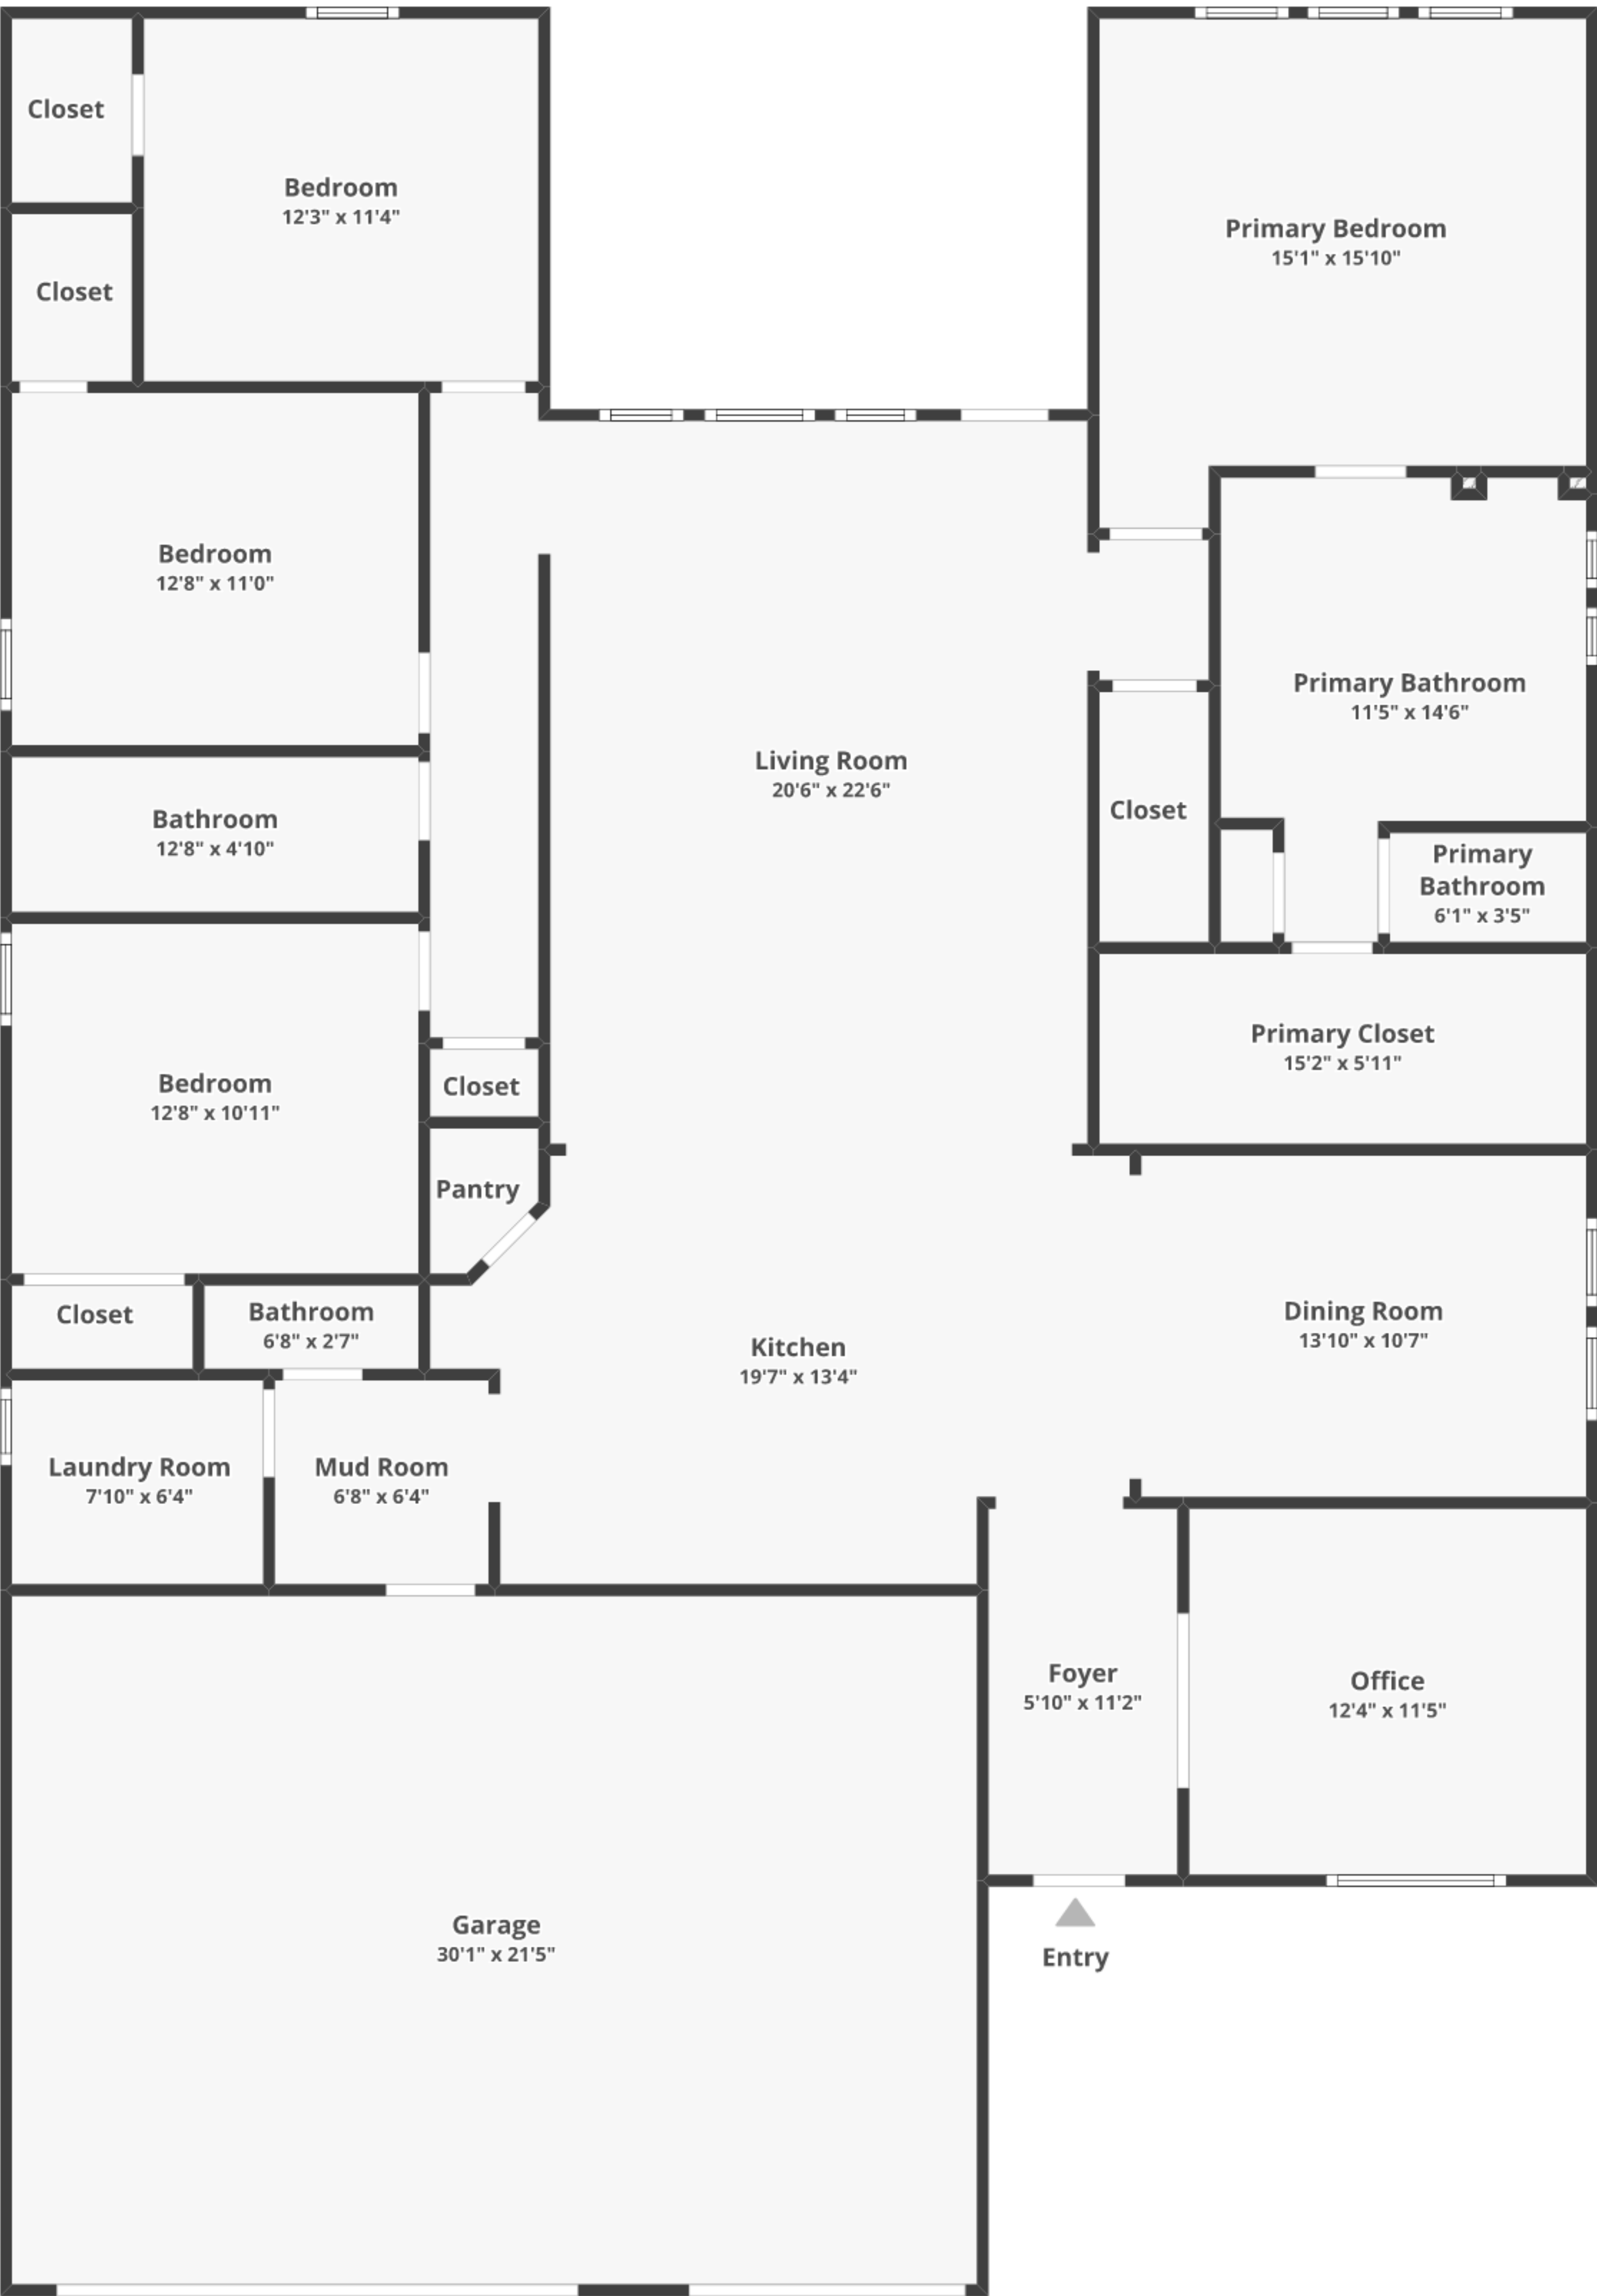 Closet
Bedroom
12'3" x 11'4"
Primary Bedroom
15'1" x 15'10"
Closet
Bedroom
12'8" x 11'0"
Primary Bathroom
11'5" x 14'6"
Living Room
20'6" x 22'6"
Closet
Bathroom
12'8" x 4'10"
Primary
Bathroom
6'1" x 3'5"
Primary Closet
15'2" x 5'11"
Bedroom
12'8" x 10'11"
Closet
Pantry
Closet
Bathroom
6'8" x 2'7"
Kitchen
19'7" x 13'4"
Dining Room
13'10" x 10'7"
Laundry Room
7'10" x 6'4"
Mud Room
6'8" x 6'4"
Foyer
5'10" x 11'2"
Office
12'4" x 11'5"
Garage
30'1" x 21'5"
Entry